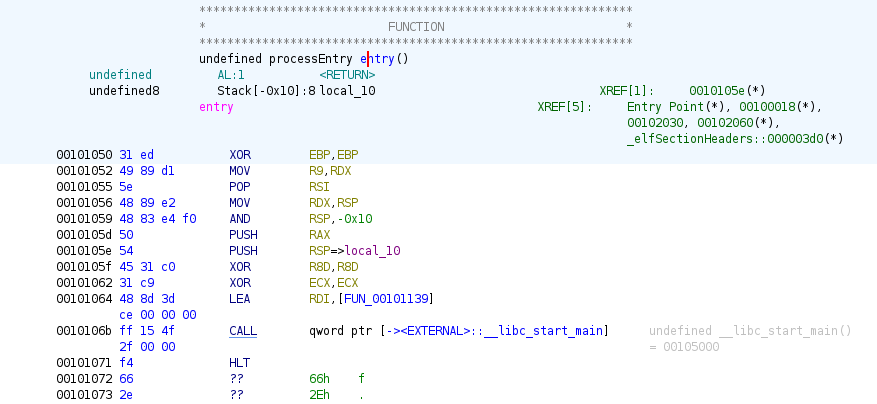 **************************************************************
* FUNCTION *
**************************************************************
undefined processEntry entry()
undefined AL:1 <RETURN>
undefined8 Stack[-0x10]:8 local_10 XREF[1]: 0010105e(*)
entry XREF[5]: Entry Point(*), 00100018(*),
00102030, 00102060(*),
_elfSectionHeaders::000003d0(*)
00101050 31 ed XOR EBP,EBP
00101052 49 89 d1 MOV R9,RDX
00101055 5e POP RSI
00101056 48 89 e2 MOV RDX,RSP
00101059 48 83 e4 f0 AND RSP,-0x10
0010105d 50 PUSH RAX
0010105e 54 PUSH RSP=>local_10
0010105f 45 31 c0 XOR R8D,R8D
00101062 31 c9 XOR ECX,ECX
00101064 48 8d 3d LEA RDI,[FUN_00101139]
ce 00 00 00
0010106b ff 15 4f CALL qword ptr [-><EXTERNAL>::__libc_start_main] undefined __libc_start_main()
2f 00 00 = 00105000
00101071 f4 HLT
00101072 66 ?? 66h f
00101073 2e ?? 2Eh .